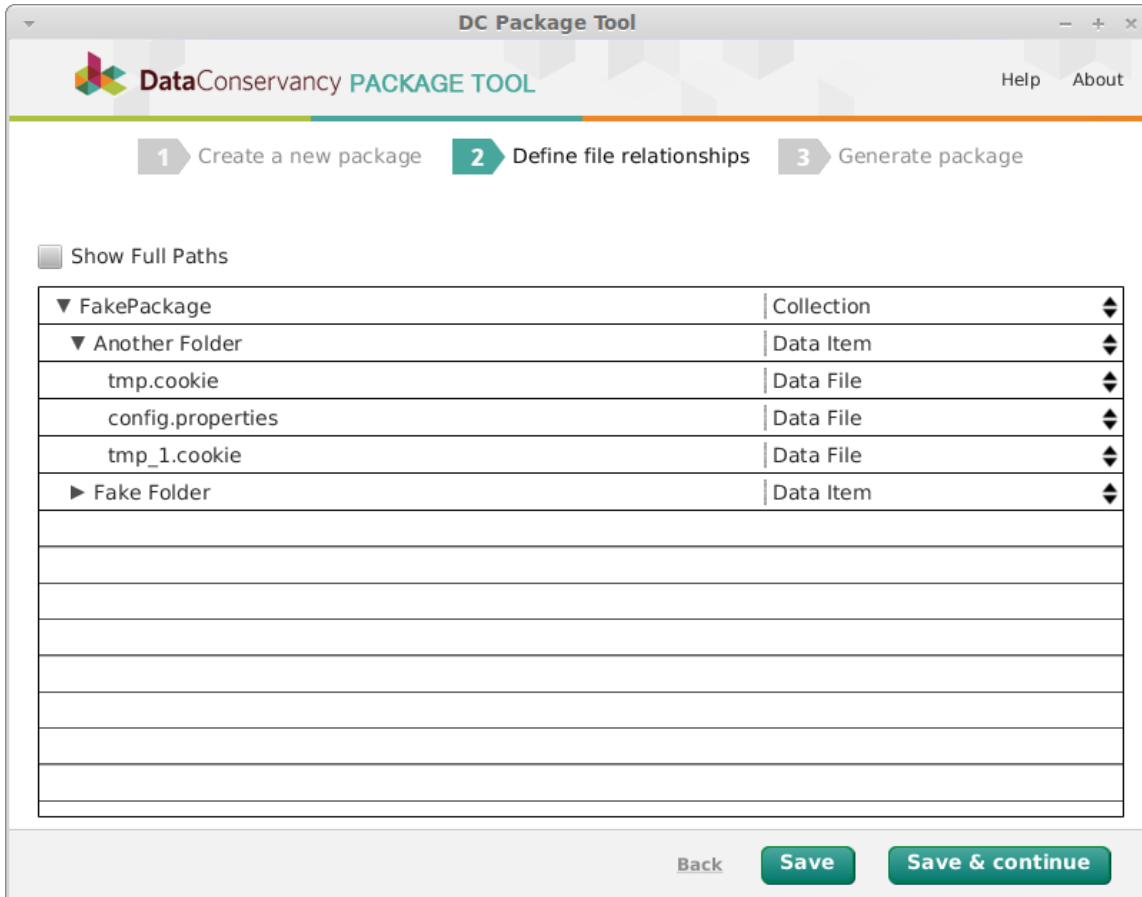 DC Package Tool
DataConservancy PACKAGE TOOL
Help About
1 Create a new package 2 Define file relationships 3 Generate package
Show Full Paths
FakePackage Collection
Another Folder Data Item
tmp.cookie Data File
config.properties Data File
tmp_1.cookie Data File
Fake Folder Data Item
Back Save Save & continue